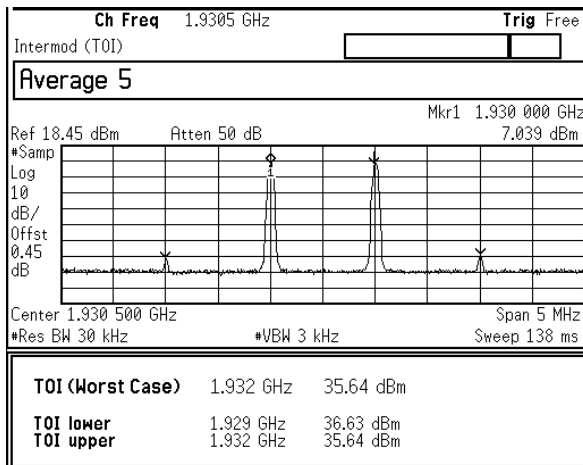 Ch Freq 1.9305 GHz Trig Free
Intermod (TOI)
Average 5
Mkr1 1.930 000 GHz
Ref 18.45 dBm Atten 50 dB 7.039 dBm
#Samp
Log
10
dB/
Offst
0.45
dB
1
Center 1.930 500 GHz Span 5 MHz
#Res BW 30 kHz #VBW 3 kHz Sweep 138 ms
TOI (Worst Case) 1.932 GHz 35.64 dBm
TOI lower 1.929 GHz 36.63 dBm
TOI upper 1.932 GHz 35.64 dBm